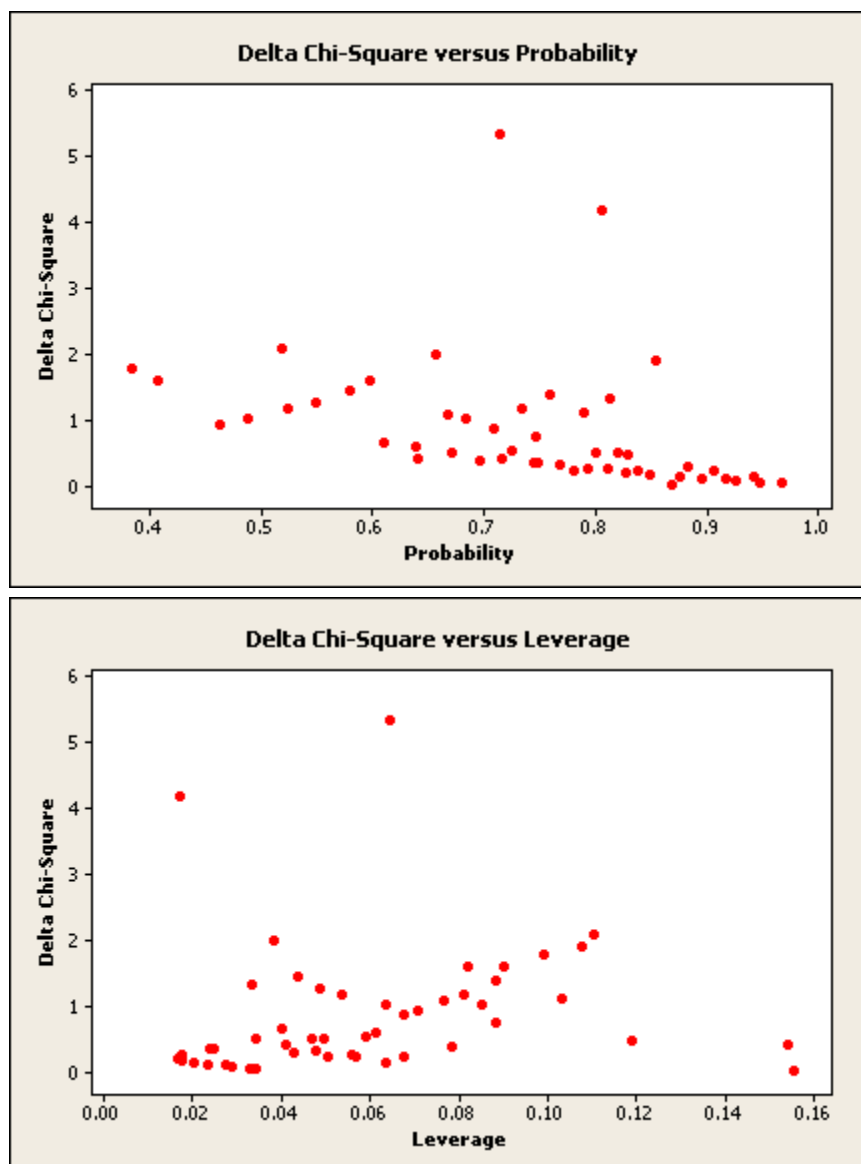 Delta Chi-Square versus Probability
6
5
4
3
2
1
0
Delta Chi-Square
0.4 0.5 0.6 0.7 0.8 0.9 1.0
Probability
Delta Chi-Square versus Leverage
6
5
4
3
2
1
0
Delta Chi-Square
0.00 0.02 0.04 0.06 0.08 0.10 0.12 0.14 0.16
Leverage